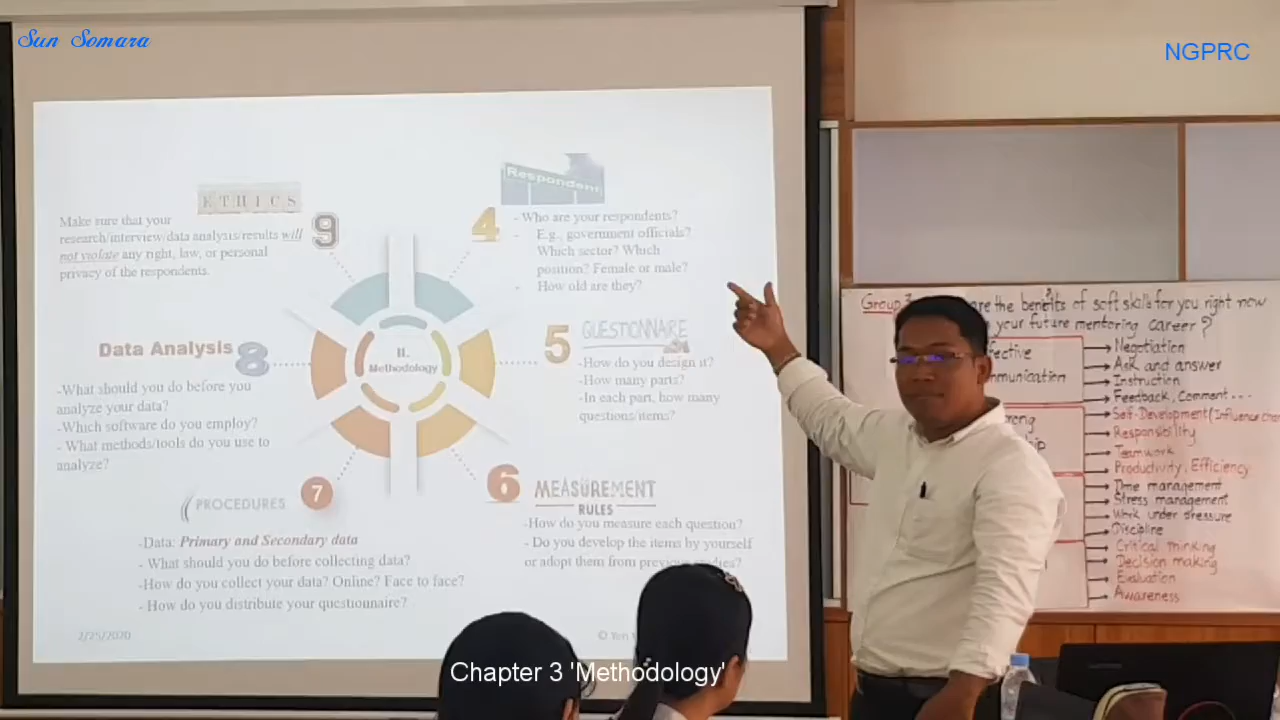 Sun Somara
NGPRC
ETHICS
Make sure that your
research/interview/data analysis/results will
not violate any right, law, or personal
privacy of the respondents.
9
Respondent
4
- Who are your respondents?
- E.g., government officials?
Which sector? Which
position? Female or male?
- How old are they?
5
QUESTIONNAIRE
-How do you design it?
-How many parts?
-In each part, how many
questions/items?
II.
Methodology
Data Analysis
8
-What should you do before you
analyze your data?
-Which software do you employ?
- What methods/tools do you use to
analyze?
6
MEASUREMENT
RULES
-How do you measure each question?
- Do you develop the items by yourself
or adopt them from previous studies?
PROCEDURES
7
-Data: Primary and Secondary data
- What should you do before collecting data?
-How do you collect your data? Online? Face to face?
- How do you distribute your questionnaire?
2/25/2020
© Yen
Group 3
are the benefits of soft skills for you right now
your future mentoring career?
Negotiation
Ask and answer
Instruction
Feedback, Comment...
Self-Development (Influence
Responsibility
Teamwork
Productivity, Efficiency
Time management
Stress management
Work under pressure
Discipline
Critical thinking
Decision making
Evaluation
Awareness
Chapter 3 'Methodology'